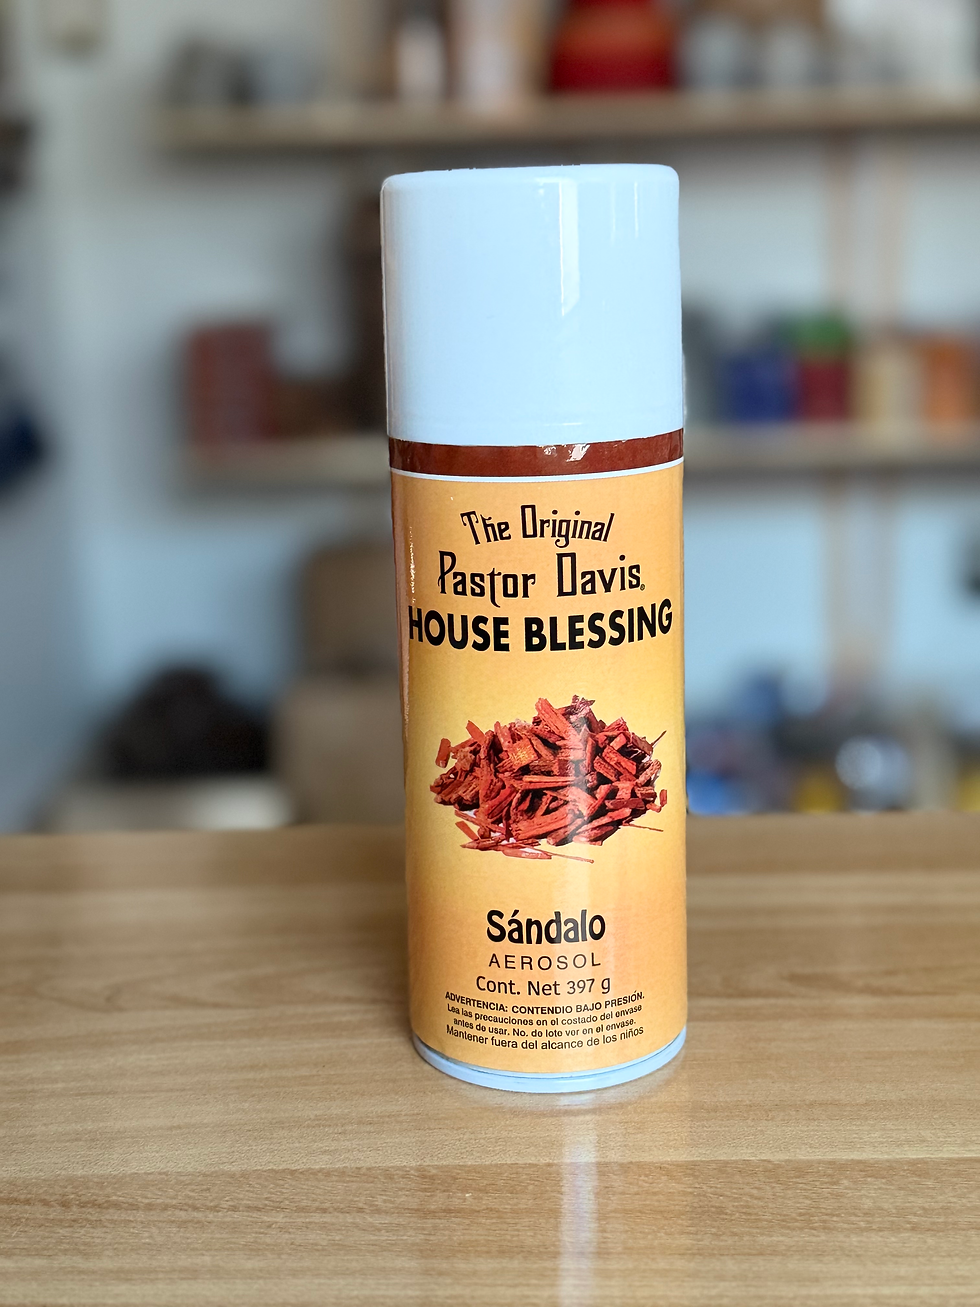 The Original
Pastor Davis®
HOUSE BLESSING
Sándalo
AEROSOL
Cont. Net 397 g
ADVERTENCIA: CONTENDIO BAJO PRESIÓN.
Lea las precauciones en el costado del envase
antes de usar. No. de lote ver en el envase.
Mantener fuera del alcance de los niños